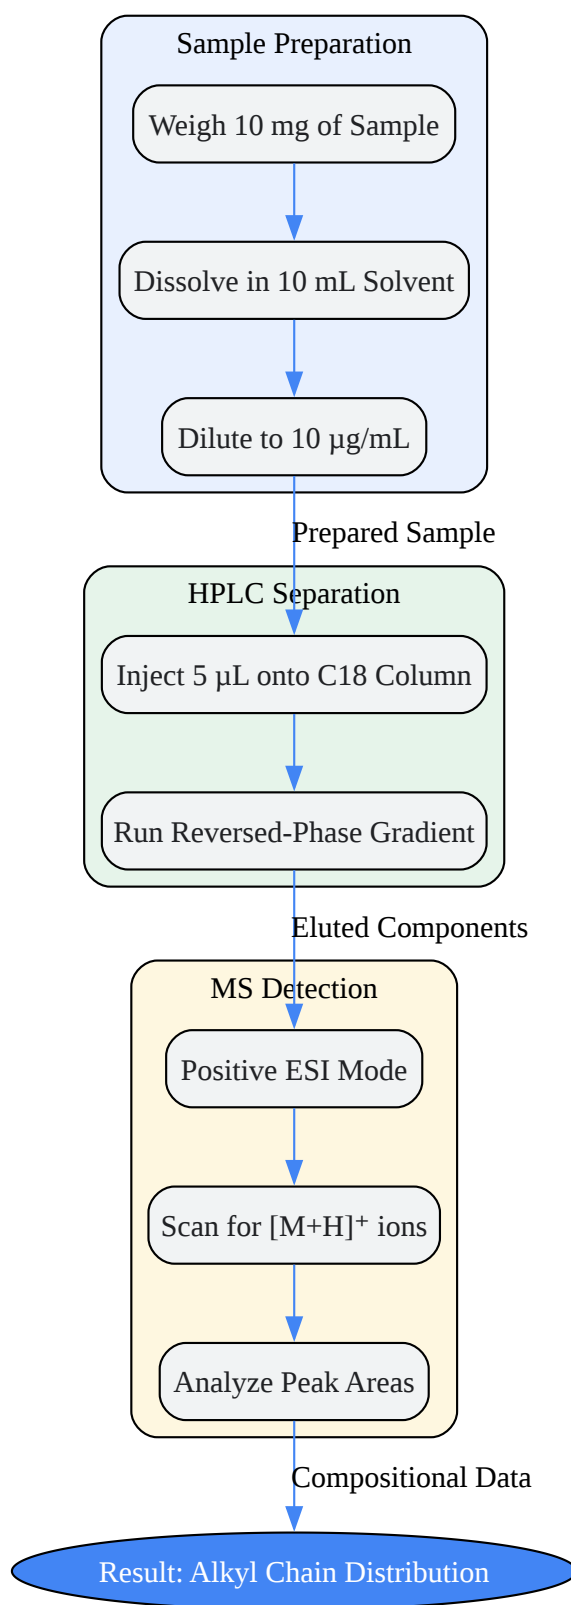 Sample Preparation
Weigh 10 mg of Sample
Dissolve in 10 mL Solvent
Dilute to 10 µg/mL
Prepared Sample
HPLC Separation
Inject 5 µL onto C18 Column
Run Reversed-Phase Gradient
Eluted Components
MS Detection
Positive ESI Mode
Scan for [M+H]⁺ ions
Analyze Peak Areas
Compositional Data
Result: Alkyl Chain Distribution